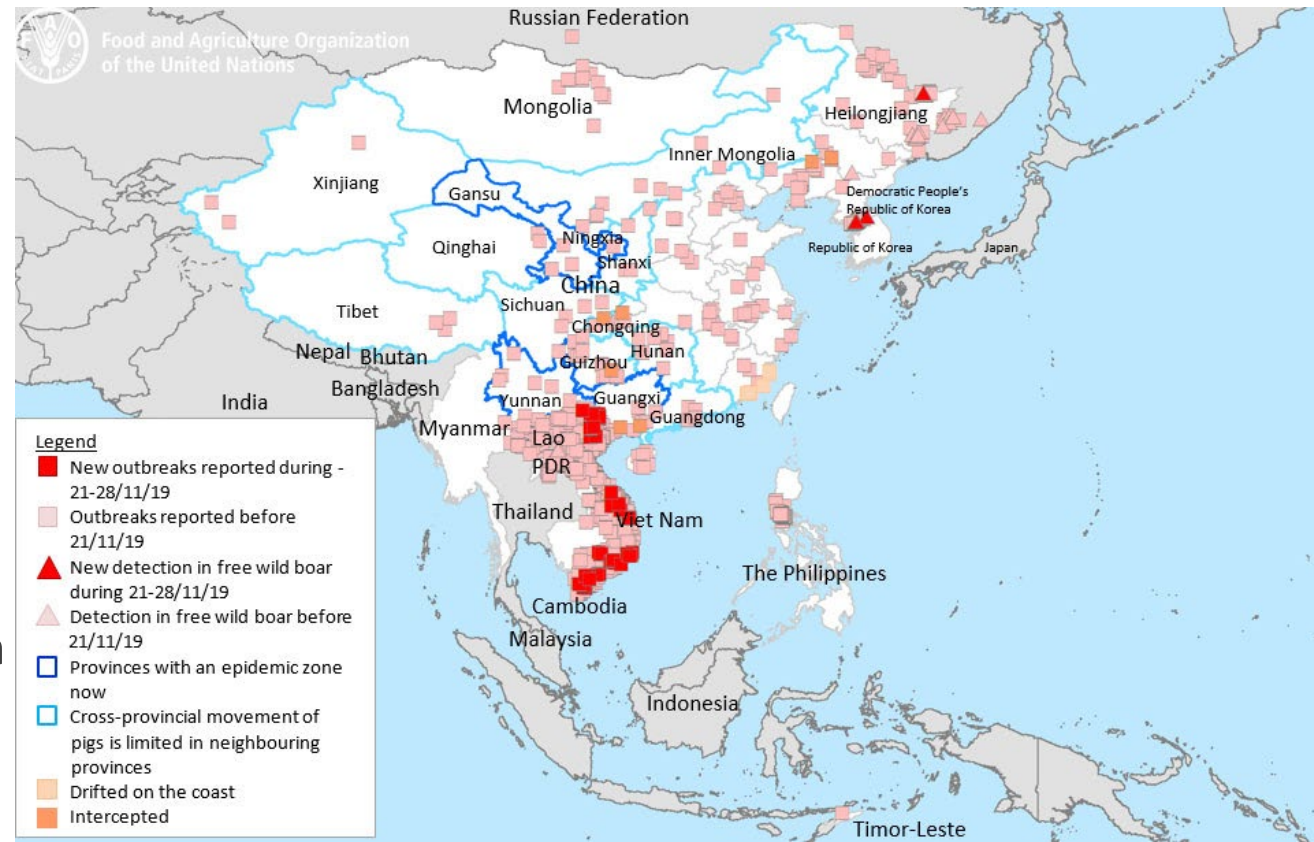 Russian Federation
FAO
FIAT PANIS
Food and Agriculture Organization
of the United Nations
Mongolia
Heilongjiang
Inner Mongolia
Xinjiang
Gansu
Democratic People's
Republic of Korea
Qinghai
Ningxia
Republic of Korea
Japan
Shanxi
China
Sichuan
Tibet
Chongqing
Nepal
Bhutan
Guizhou
Hunan
Bangladesh
India
Yunnan
Guangxi
Guangdong
Myanmar
Lao
PDR
Thailand
Viet Nam
The Philippines
Cambodia
Malaysia
Indonesia
Timor-Leste
Legend
New outbreaks reported during -
21-28/11/19
Outbreaks reported before
21/11/19
New detection in free wild boar
during 21-28/11/19
Detection in free wild boar before
21/11/19
Provinces with an epidemic zone
now
Cross-provincial movement of
pigs is limited in neighbouring
provinces
Drifted on the coast
Intercepted